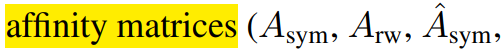 affinity matrices (A_sym, A_rw, Â_sym,